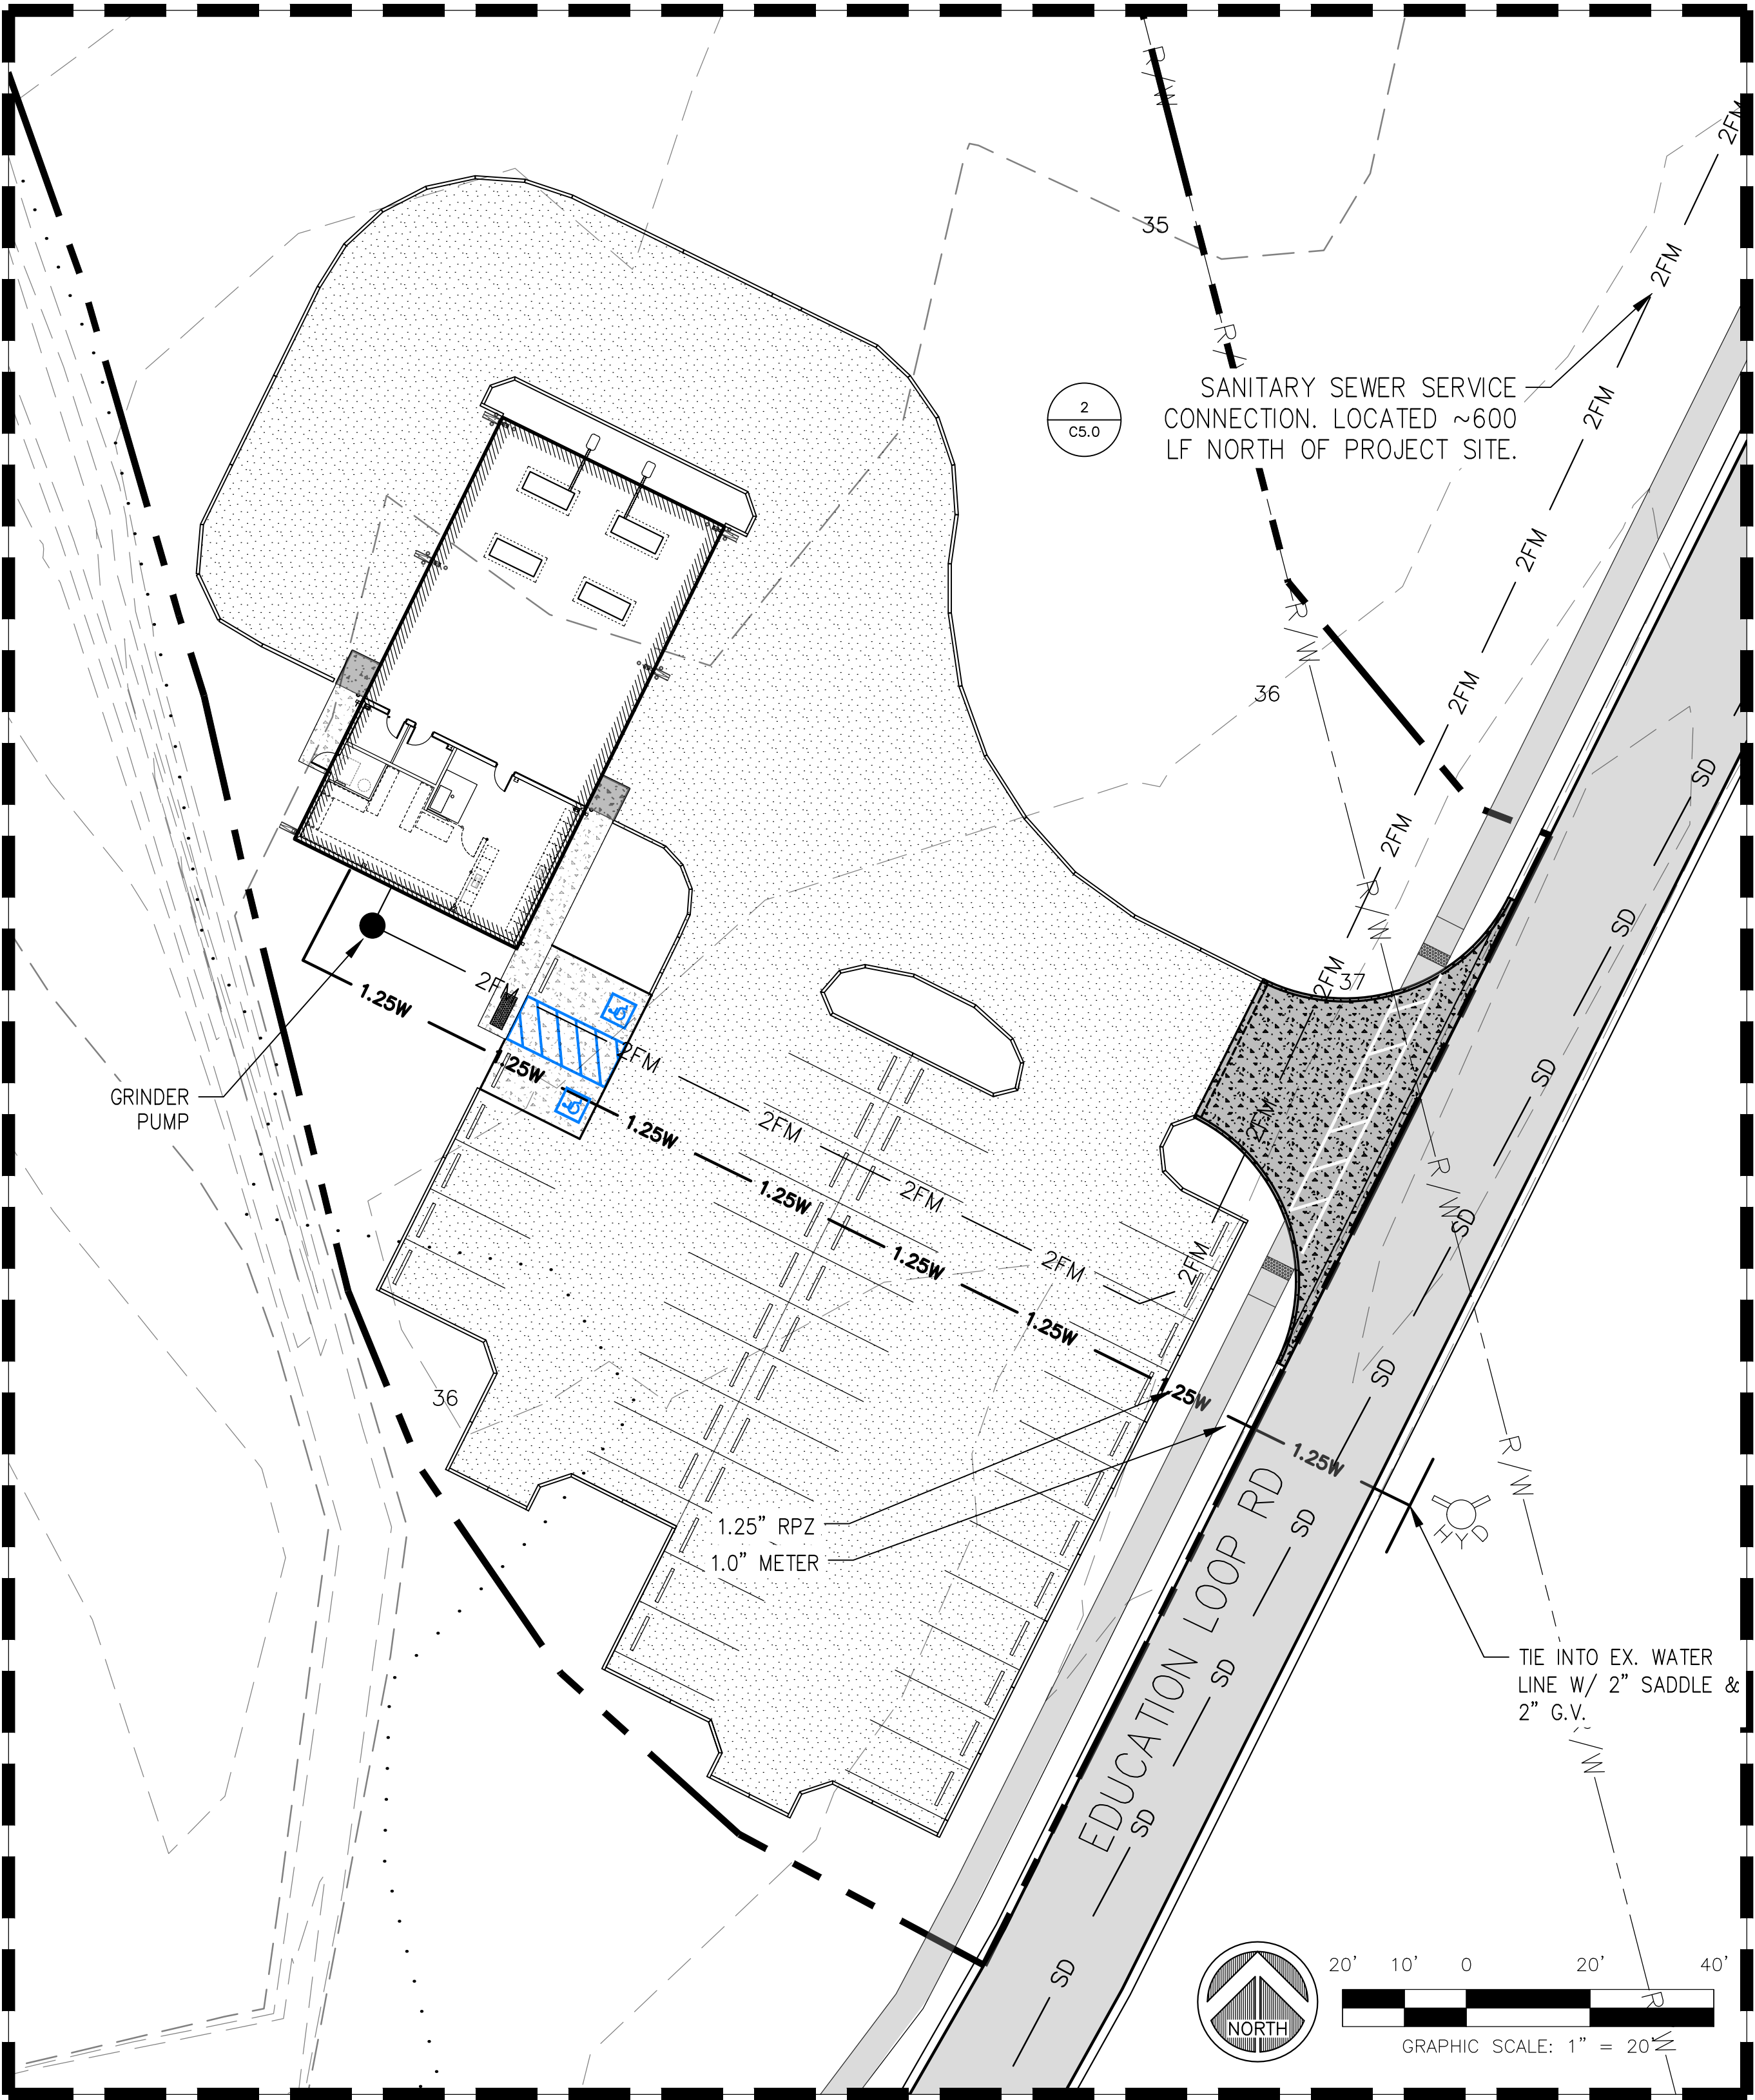 R/W
2FM
35
2FM
R/
SANITARY SEWER SERVICE
CONNECTION. LOCATED ~600
LF NORTH OF PROJECT SITE.
2
C5.0
2FM
2FM
R/W
36
2FM
SD
2FM
R/W
SD
37
2FM
2FM
1.25W
2FM
1.25W
SD
GRINDER
PUMP
2FM
2FM
1.25W
R/W
2FM
1.25W
SD
2FM
2FM
1.25W
1.25W
SD
1.25W
36
R/W
1.25W
1.25" RPZ
1.0" METER
SD
HYD
EDUCATION LOOP RD
SD
TIE INTO EX. WATER
LINE W/ 2" SADDLE &
2" G.V.
/W
SD
SD
20' 10' 0 20' 40'
R/W
NORTH
GRAPHIC SCALE: 1" = 20'